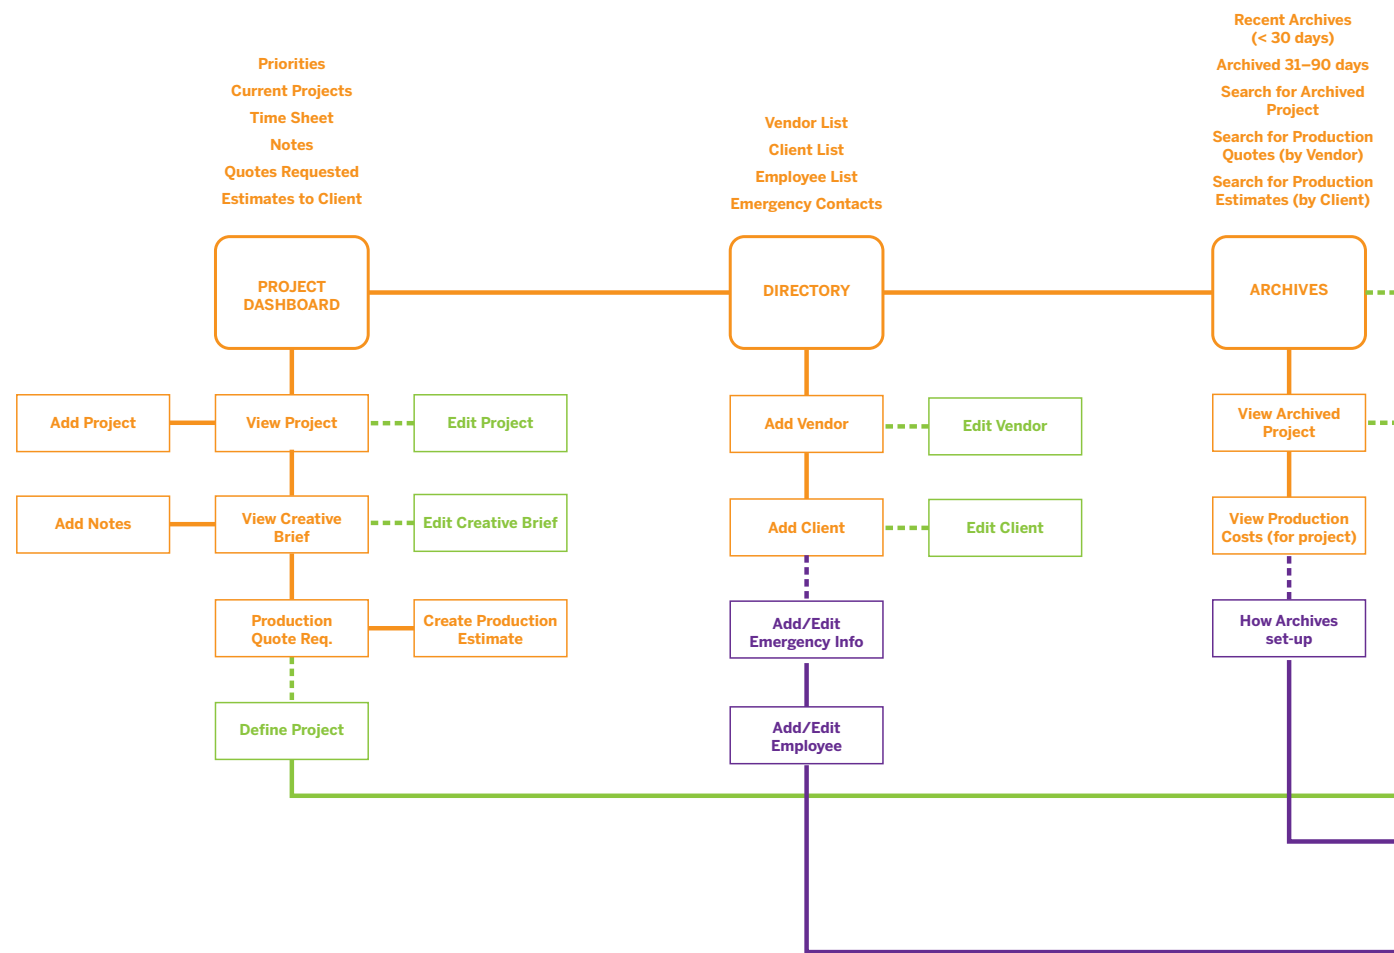 Priorities
Current Projects
Time Sheet
Notes
Quotes Requested
Estimates to Client
PROJECT
DASHBOARD
Add Project
View Project
Edit Project
Add Notes
View Creative
Brief
Edit Creative Brief
Production
Quote Req.
Create Production
Estimate
Define Project
Vendor List
Client List
Employee List
Emergency Contacts
DIRECTORY
Add Vendor
Edit Vendor
Add Client
Edit Client
Add/Edit
Emergency Info
Add/Edit
Employee
Recent Archives
(< 30 days)
Archived 31–90 days
Search for Archived
Project
Search for Production
Quotes (by Vendor)
Search for Production
Estimates (by Client)
ARCHIVES
View Archived
Project
View Production
Costs (for project)
How Archives
set-up